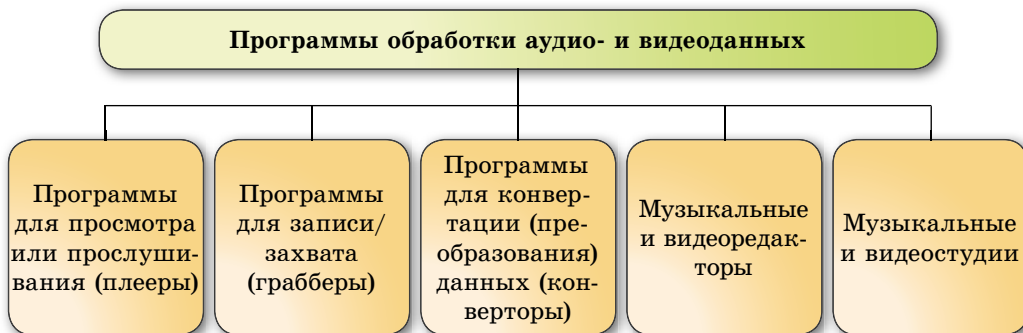 Программы обработки аудио- и видеоданных
Программы
для просмотра
или прослуши-
вания (плееры)
Программы
для записи/
захвата
(грабберы)
Программы
для конвер-
тации (пре-
образования)
данных (кон-
верторы)
Музыкальные
и видеоредак-
торы
Музыкальные
и видеостудии